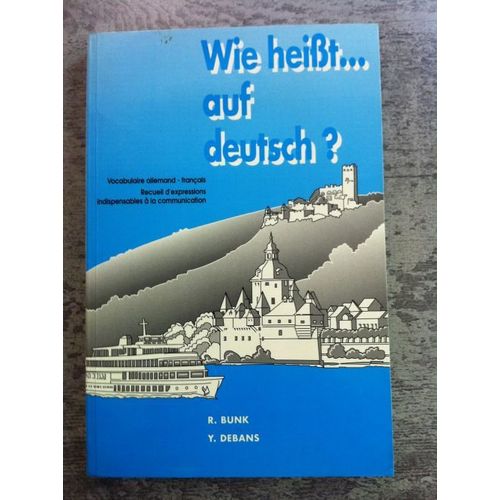 Wie heißt...
auf
deutsch ?
Vocabulaire allemand - français
Recueil d'expressions
indispensables à la communication
R. BUNK
Y. DEBANS